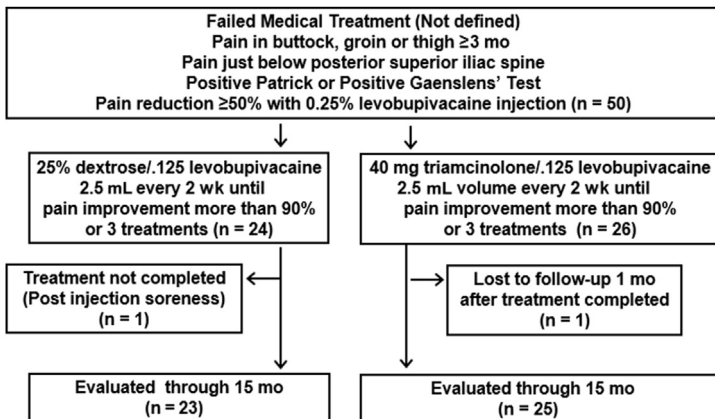 Failed Medical Treatment (Not defined)
Pain in buttock, groin or thigh ≥3 mo
Pain just below posterior superior iliac spine
Positive Patrick or Positive Gaenslens’ Test
Pain reduction ≥50% with 0.25% levobupivacaine injection (n = 50)
25% dextrose/.125 levobupivacaine
2.5 mL every 2 wk until
pain improvement more than 90%
or 3 treatments (n = 24)
40 mg triamcinolone/.125 levobupivacaine
2.5 mL volume every 2 wk until
pain improvement more than 90%
or 3 treatments (n = 26)
Treatment not completed
(Post injection soreness)
(n = 1)
Lost to follow-up 1 mo
after treatment completed
(n = 1)
Evaluated through 15 mo
(n = 23)
Evaluated through 15 mo
(n = 25)